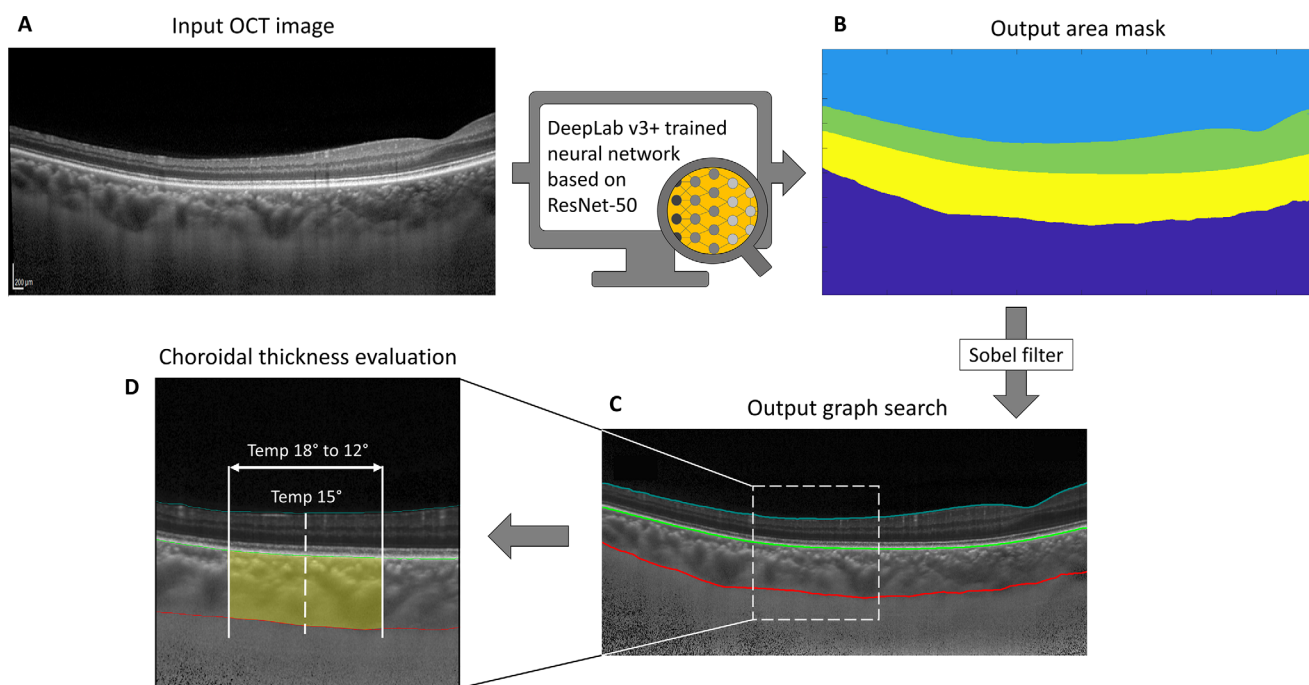 A
Input OCT image
200 µm
DeepLab v3+ trained
neural network
based on
ResNet-50
B
Output area mask
Sobel filter
C
Output graph search
Choroidal thickness evaluation
D
Temp 18° to 12°
Temp 15°